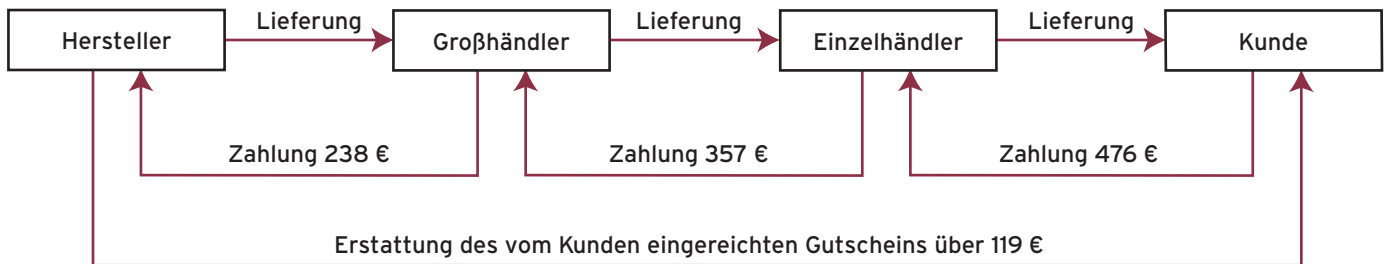 Lieferung Lieferung Lieferung
Hersteller Großhändler Einzelhändler Kunde
Zahlung 238 € Zahlung 357 € Zahlung 476 €
Erstattung des vom Kunden eingereichten Gutscheins über 119 €